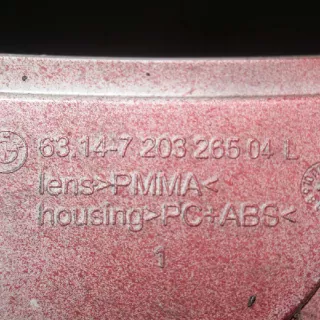 63.14-7 203 265 04 L
lens>PMMA<
housing>PC+ABS<
1